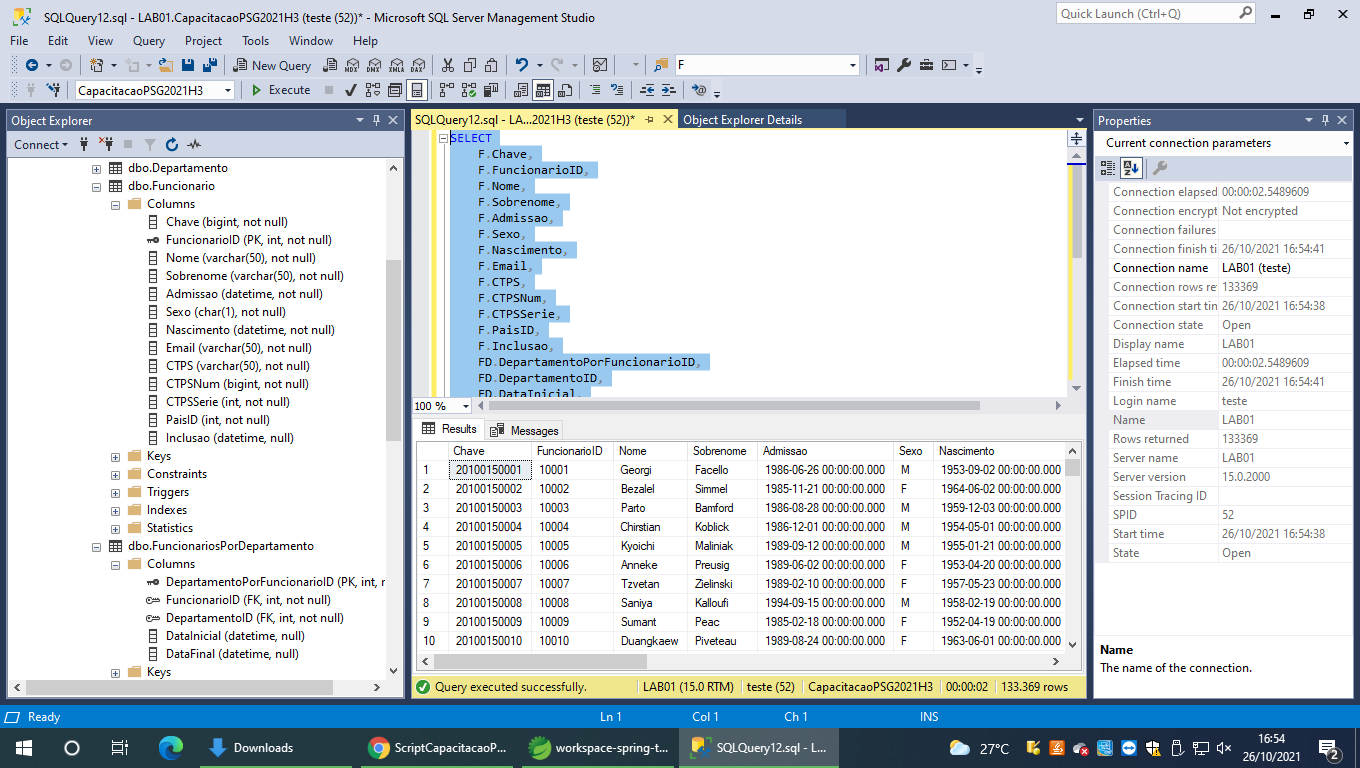 SQLQuery12.sql - LAB01.CapacitacaoPSG2021H3 (teste (52))* - Microsoft SQL Server Management Studio
Quick Launch (Ctrl+Q)
File Edit View Query Project Tools Window Help
New Query MDX DMX XMLA DAX F
CapacitacaoPSG2021H3 Execute
Object Explorer
Connect
dbo.Departamento
dbo.Funcionario
Columns
Chave (bigint, not null)
FuncionarioID (PK, int, not null)
Nome (varchar(50), not null)
Sobrenome (varchar(50), not null)
Admissao (datetime, not null)
Sexo (char(1), not null)
Nascimento (datetime, not null)
Email (varchar(50), not null)
CTPS (varchar(50), not null)
CTPSNum (bigint, not null)
CTPSSerie (int, not null)
PaisID (int, not null)
Inclusao (datetime, null)
Keys
Constraints
Triggers
Indexes
Statistics
dbo.FuncionariosPorDepartamento
Columns
DepartamentoPorFuncionarioID (PK, int, r
FuncionarioID (FK, int, not null)
DepartamentoID (FK, int, not null)
DataInicial (datetime, null)
DataFinal (datetime, null)
Keys
SQLQuery12.sql - LA...2021H3 (teste (52))* Object Explorer Details
SELECT
F.Chave,
F.FuncionarioID,
F.Nome,
F.Sobrenome,
F.Admissao,
F.Sexo,
F.Nascimento,
F.Email,
F.CTPS,
F.CTPSNum,
F.CTPSSerie,
F.PaisID,
F.Inclusao,
FD.DepartamentoPorFuncionarioID,
FD.DepartamentoID,
FD.DataInicial,
100 %
Results Messages
Chave FuncionarioID Nome Sobrenome Admissao Sexo Nascimento
1 20100150001 10001 Georgi Facello 1986-06-26 00:00:00.000 M 1953-09-02 00:00:00.000
2 20100150002 10002 Bezalel Simmel 1985-11-21 00:00:00.000 F 1964-06-02 00:00:00.000
3 20100150003 10003 Parto Bamford 1986-08-28 00:00:00.000 M 1959-12-03 00:00:00.000
4 20100150004 10004 Chirstian Koblick 1986-12-01 00:00:00.000 M 1954-05-01 00:00:00.000
5 20100150005 10005 Kyoichi Maliniak 1989-09-12 00:00:00.000 M 1955-01-21 00:00:00.000
6 20100150006 10006 Anneke Preusig 1989-06-02 00:00:00.000 F 1953-04-20 00:00:00.000
7 20100150007 10007 Tzvetan Zielinski 1989-02-10 00:00:00.000 F 1957-05-23 00:00:00.000
8 20100150008 10008 Saniya Kalloufi 1994-09-15 00:00:00.000 M 1958-02-19 00:00:00.000
9 20100150009 10009 Sumant Peac 1985-02-18 00:00:00.000 F 1952-04-19 00:00:00.000
10 20100150010 10010 Duangkaew Piveteau 1989-08-24 00:00:00.000 F 1963-06-01 00:00:00.000
Query executed successfully. LAB01 (15.0 RTM) teste (52) CapacitacaoPSG2021H3 00:00:02 133.369 rows
Properties
Current connection parameters
Connection elapsed 00:00:02.5489609
Connection encrypt Not encrypted
Connection failures
Connection finish ti 26/10/2021 16:54:41
Connection name LAB01 (teste)
Connection rows re 133369
Connection start tin 26/10/2021 16:54:38
Connection state Open
Display name LAB01
Elapsed time 00:00:02.5489609
Finish time 26/10/2021 16:54:41
Login name teste
Name LAB01
Rows returned 133369
Server name LAB01
Server version 15.0.2000
Session Tracing ID
SPID 52
Start time 26/10/2021 16:54:38
State Open
Name
The name of the connection.
Ready Ln 1 Col 1 Ch 1 INS
Downloads ScriptCapacitacaoP... workspace-spring-t... SQLQuery12.sql - L... 27°C 16:54
26/10/2021 2